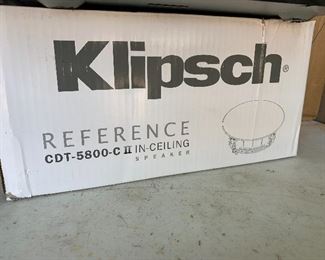 Klipsch®
REFERENCE
CDT-5800-C II IN-CEILING
SPEAKER